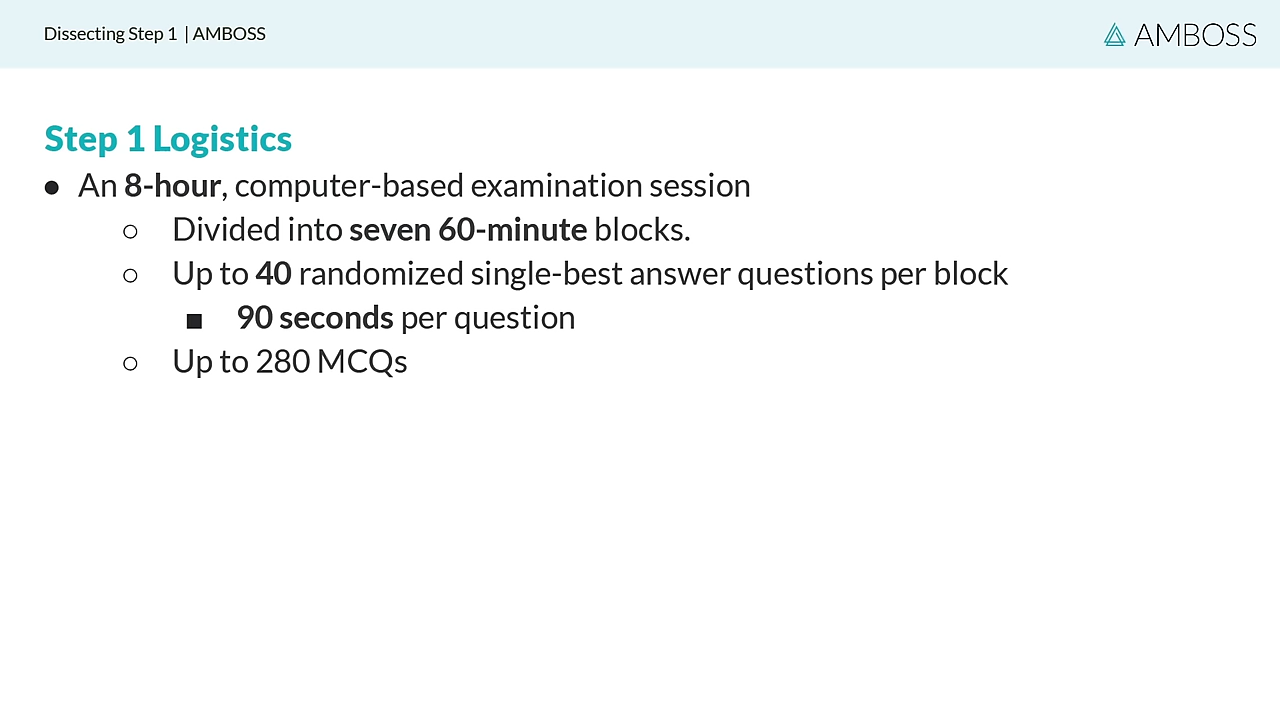 Dissecting Step 1 | AMBOSS
AMBOSS
Step 1 Logistics
● An 8-hour, computer-based examination session
○ Divided into seven 60-minute blocks.
○ Up to 40 randomized single-best answer questions per block
■ 90 seconds per question
○ Up to 280 MCQs